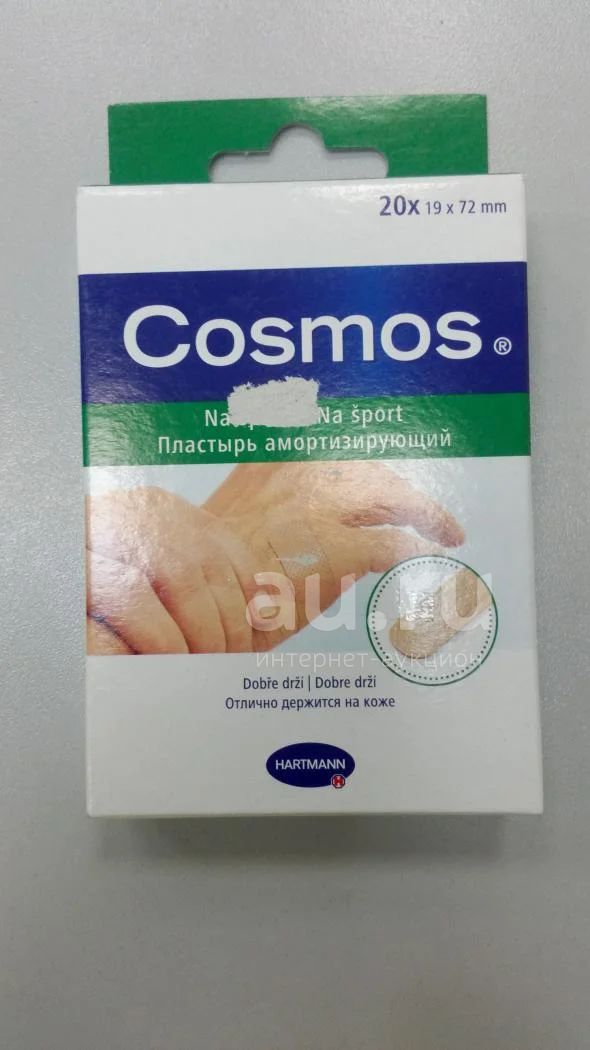 20x 19 x 72 mm
Cosmos®
Na Na šport
Пластырь амортизирующий
au.ru
интернет-аукцион
Dobře drží | Dobre drží
Отлично держится на коже
HARTMANN